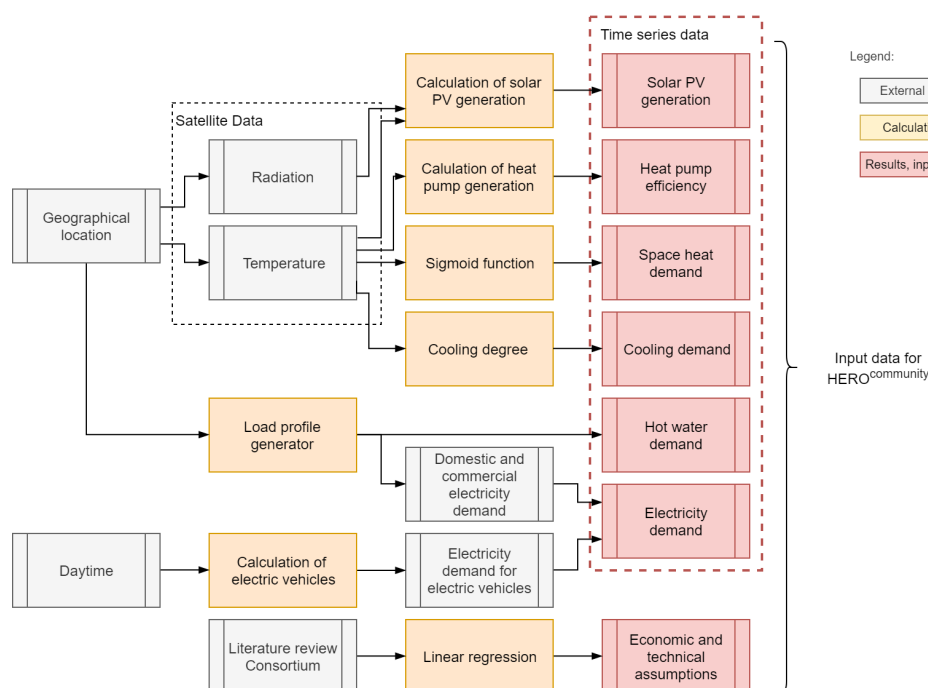 Time series data
Legend:
Calculation of solar
PV generation
Solar PV
generation
External
Satellite Data
Radiation
Calulation of heat
pump generation
Heat pump
efficiency
Results, inp
Geographical
location
Temperature
Sigmoid function
Space heat
demand
Cooling degree
Cooling demand
Input data for
HEROcommunity
Load profile
generator
Hot water
demand
Domestic and
commercial
electricity
demand
Electricity
demand
Daytime
Calculation of
electric vehicles
Electricity
demand for
electric vehicles
Literature review
Consortium
Linear regression
Economic and
technical
assumptions